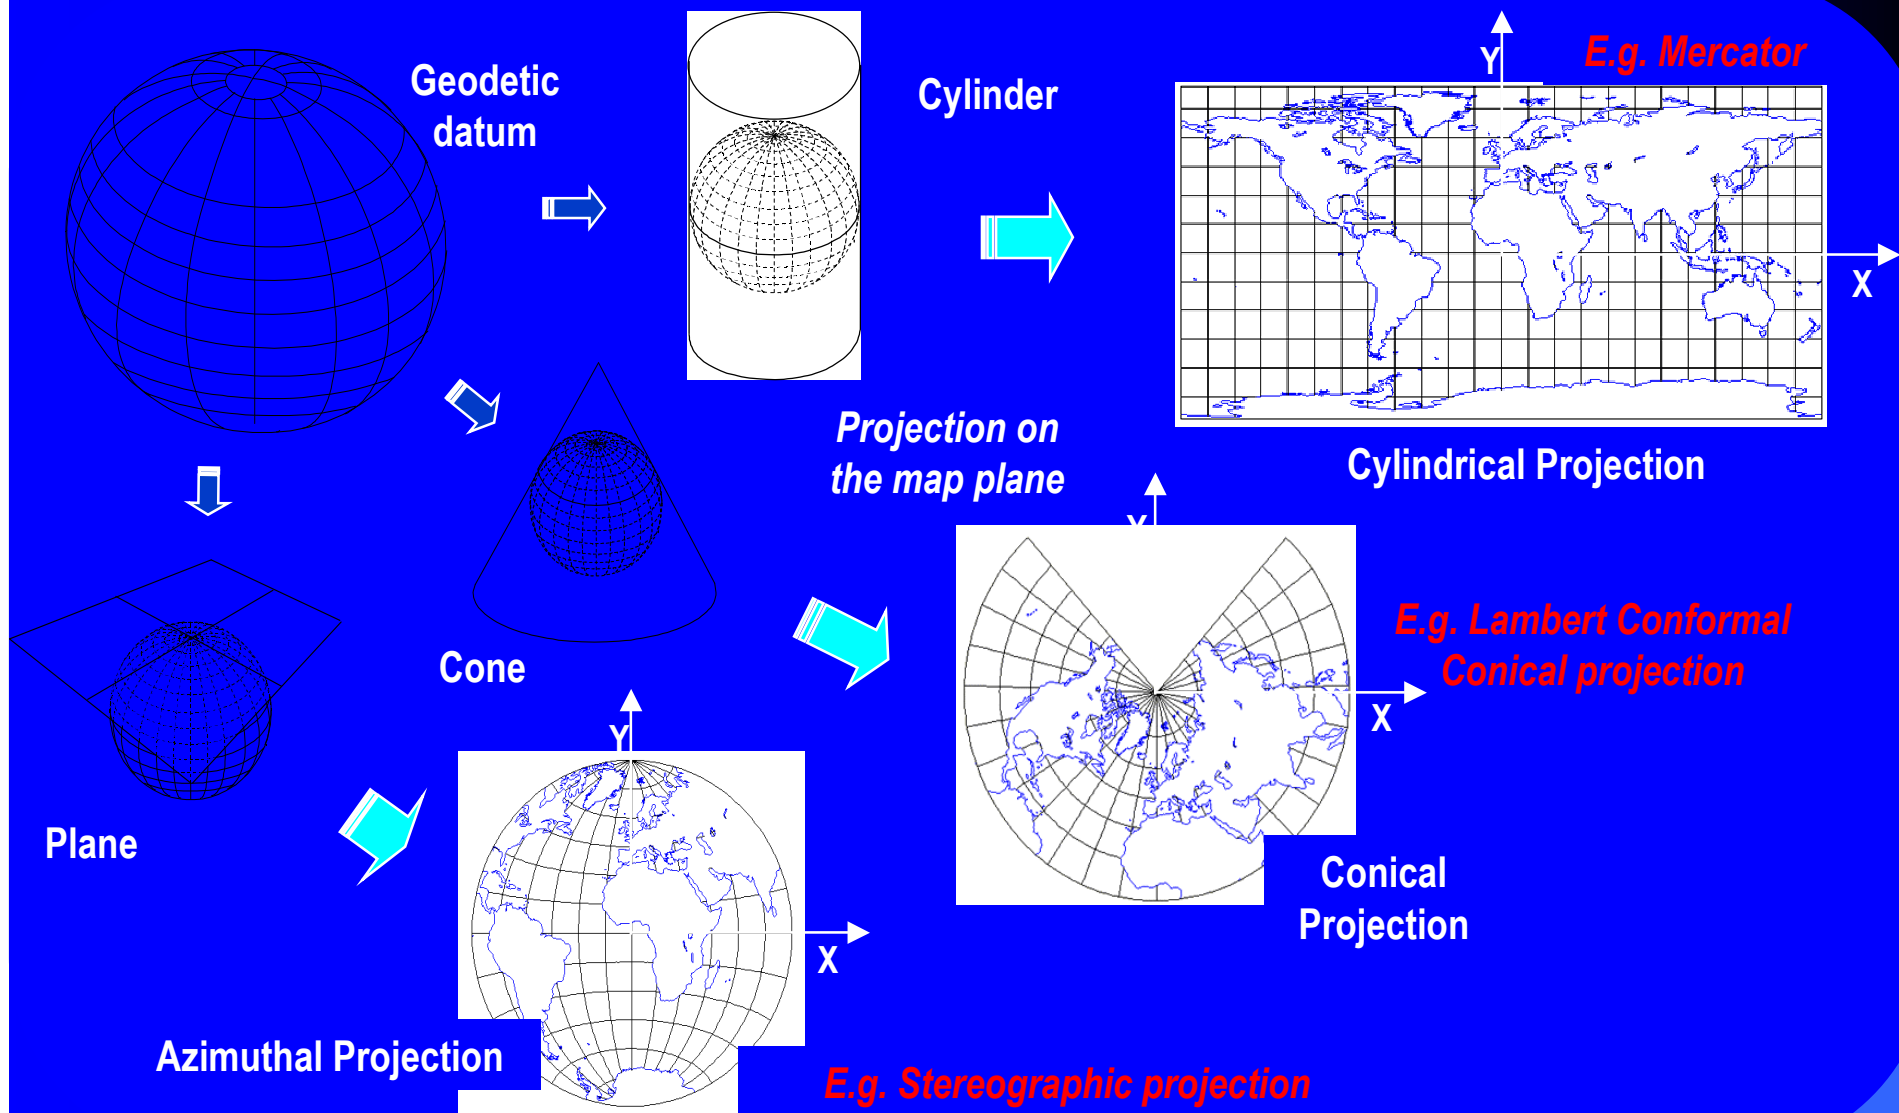 Geodetic
datum
Cylinder
Y
E.g. Mercator
X
Cylindrical Projection
Projection on
the map plane
Y
E.g. Lambert Conformal
Conical projection
X
Cone
Conical
Projection
Plane
Y
X
Azimuthal Projection
E.g. Stereographic projection